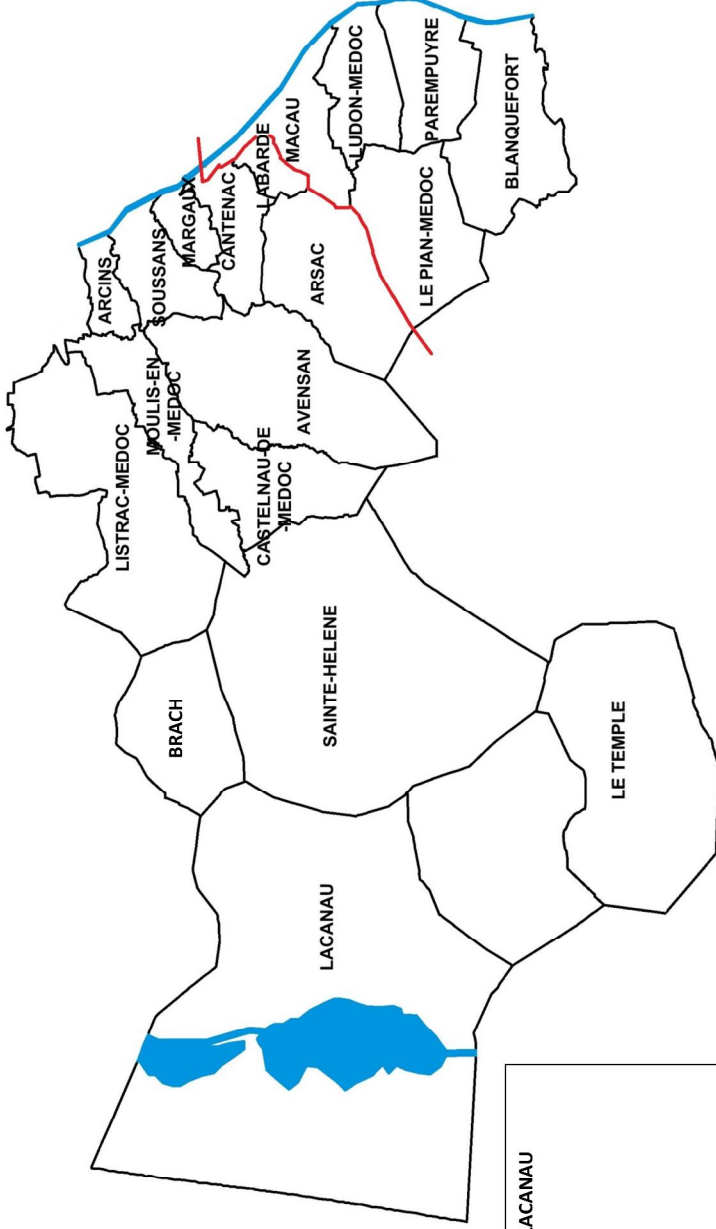 ARCINS
LISTRAC-MEDOC
MOULIS-EN
-MEDOC
SOUSSANS
BRACH
MARGAUX
CANTENAC
CASTELNAU-DE
-MEDOC
LABARDE
MACAU
AVENSAN
ARSAC
LACANAU
SAINTE-HELENE
LUDON-MEDOC
LE PIAN-MEDOC
PAREMPUYRE
BLANQUEFORT
ACANAU
LE TEMPLE